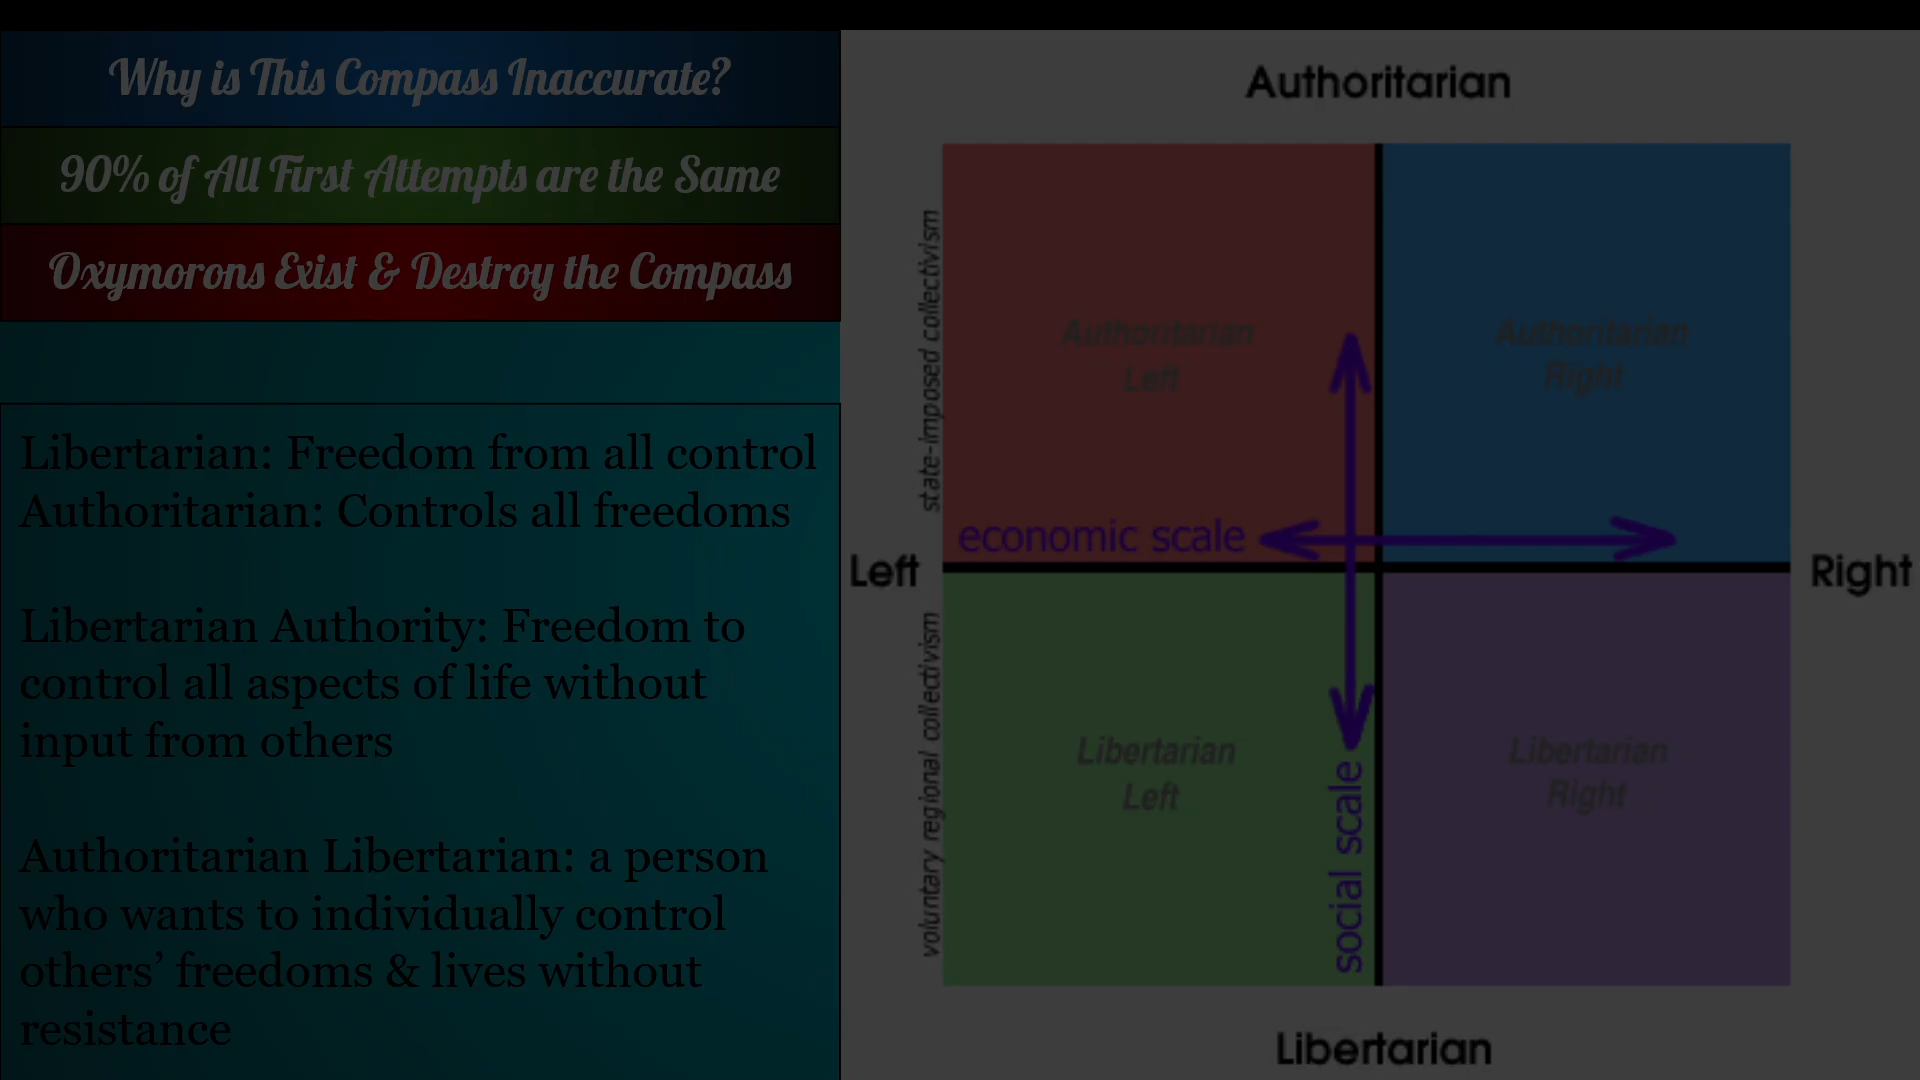 Why is This Compass Inaccurate?
90% of All First Attempts are the Same
Oxymorons Exist & Destroy the Compass
Libertarian: Freedom from all control
Authoritarian: Controls all freedoms
Libertarian Authority: Freedom to
control all aspects of life without
input from others
Authoritarian Libertarian: a person
who wants to individually control
others’ freedoms & lives without
resistance
Authoritarian
state-imposed collectivism
Authoritarian
Left
Authoritarian
Right
economic scale
Left
Right
voluntary regional collectivism
Libertarian
Left
Libertarian
Right
social scale
Libertarian